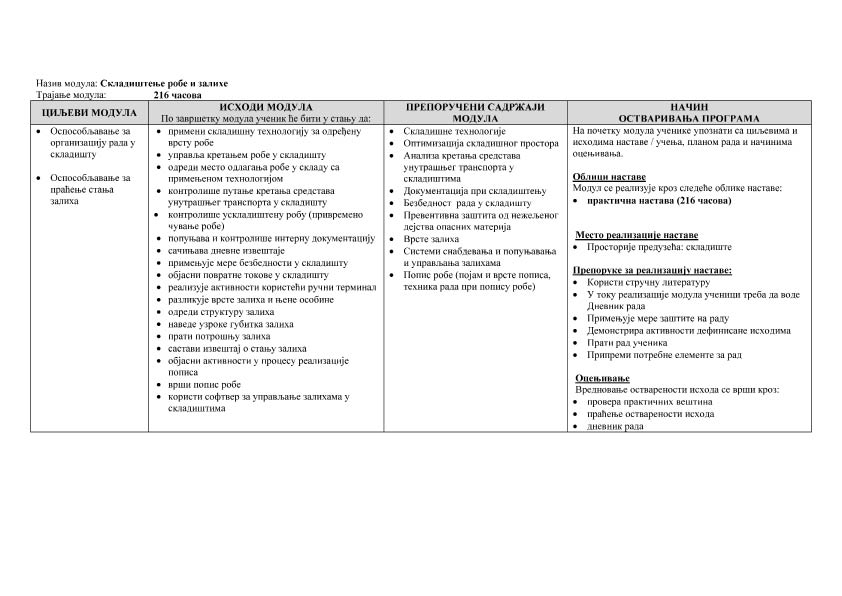 Назив модула: Складиштење робе и залихе
Трајање модула: 216 часова
ЦИЉЕВИ МОДУЛА
ИСХОДИ МОДУЛА
По завршетку модула ученик ће бити у стању да:
ПРЕПОРУЧЕНИ САДРЖАЈИ
МОДУЛА
НАЧИН
ОСТВАРИВАЊА ПРОГРАМА
• Оспособљавање за
организацију рада у
складишту
• Оспособљавање за
праћење стања
залиха
• примени складишну технологију за одређену
врсту робе
• управља кретањем робе у складишту
• одреди место одлагања робе у складу са
примењеном технологијом
• контролише путање кретања средстава
унутрашњег транспорта у складишту
• контролише ускладиштену робу (привремено
чување робе)
• попуњава и контролише интерну документацију
• сачињава дневне извештаје
• примењује мере безбедности у складишту
• објасни повратне токове у складишту
• реализује активности користећи ручни терминал
• разликује врсте залиха и њене особине
• одреди структуру залиха
• наведе узроке губитка залиха
• прати потрошњу залиха
• састави извештај о стању залиха
• објасни активности у процесу реализације
пописа
• врши попис робе
• користи софтвер за управљање залихама у
складиштима
• Складишне технологије
• Оптимизација складишног простора
• Анализа кретања средстава
унутрашњег транспорта у
складиштима
• Документација при складиштењу
• Безбедност рада у складишту
• Превентивна заштита од нежељеног
дејства опасних материја
• Врсте залиха
• Системи снабдевања и попуњавања
и управљања залихама
• Попис робе (појам и врсте пописа,
техника рада при попису робе)
На почетку модула ученике упознати са циљевима и
исходима наставе / учења, планом рада и начинима
оцењивања.
Облици наставе
Модул се реализује кроз следеће облике наставе:
• практична настава (216 часова)
Место реализације наставе
• Просторије предузећа: складиште
Препоруке за реализацију наставе:
• Користи стручну литературу
• У току реализације модула ученици треба да воде
Дневник рада
• Примењује мере заштите на раду
• Демонстрира активности дефинисане исходима
• Прати рад ученика
• Припреми потребне елементе за рад
Оцењивање
Вредновање остварености исхода се врши кроз:
• провера практичних вештина
• праћење остварености исхода
• дневник рада